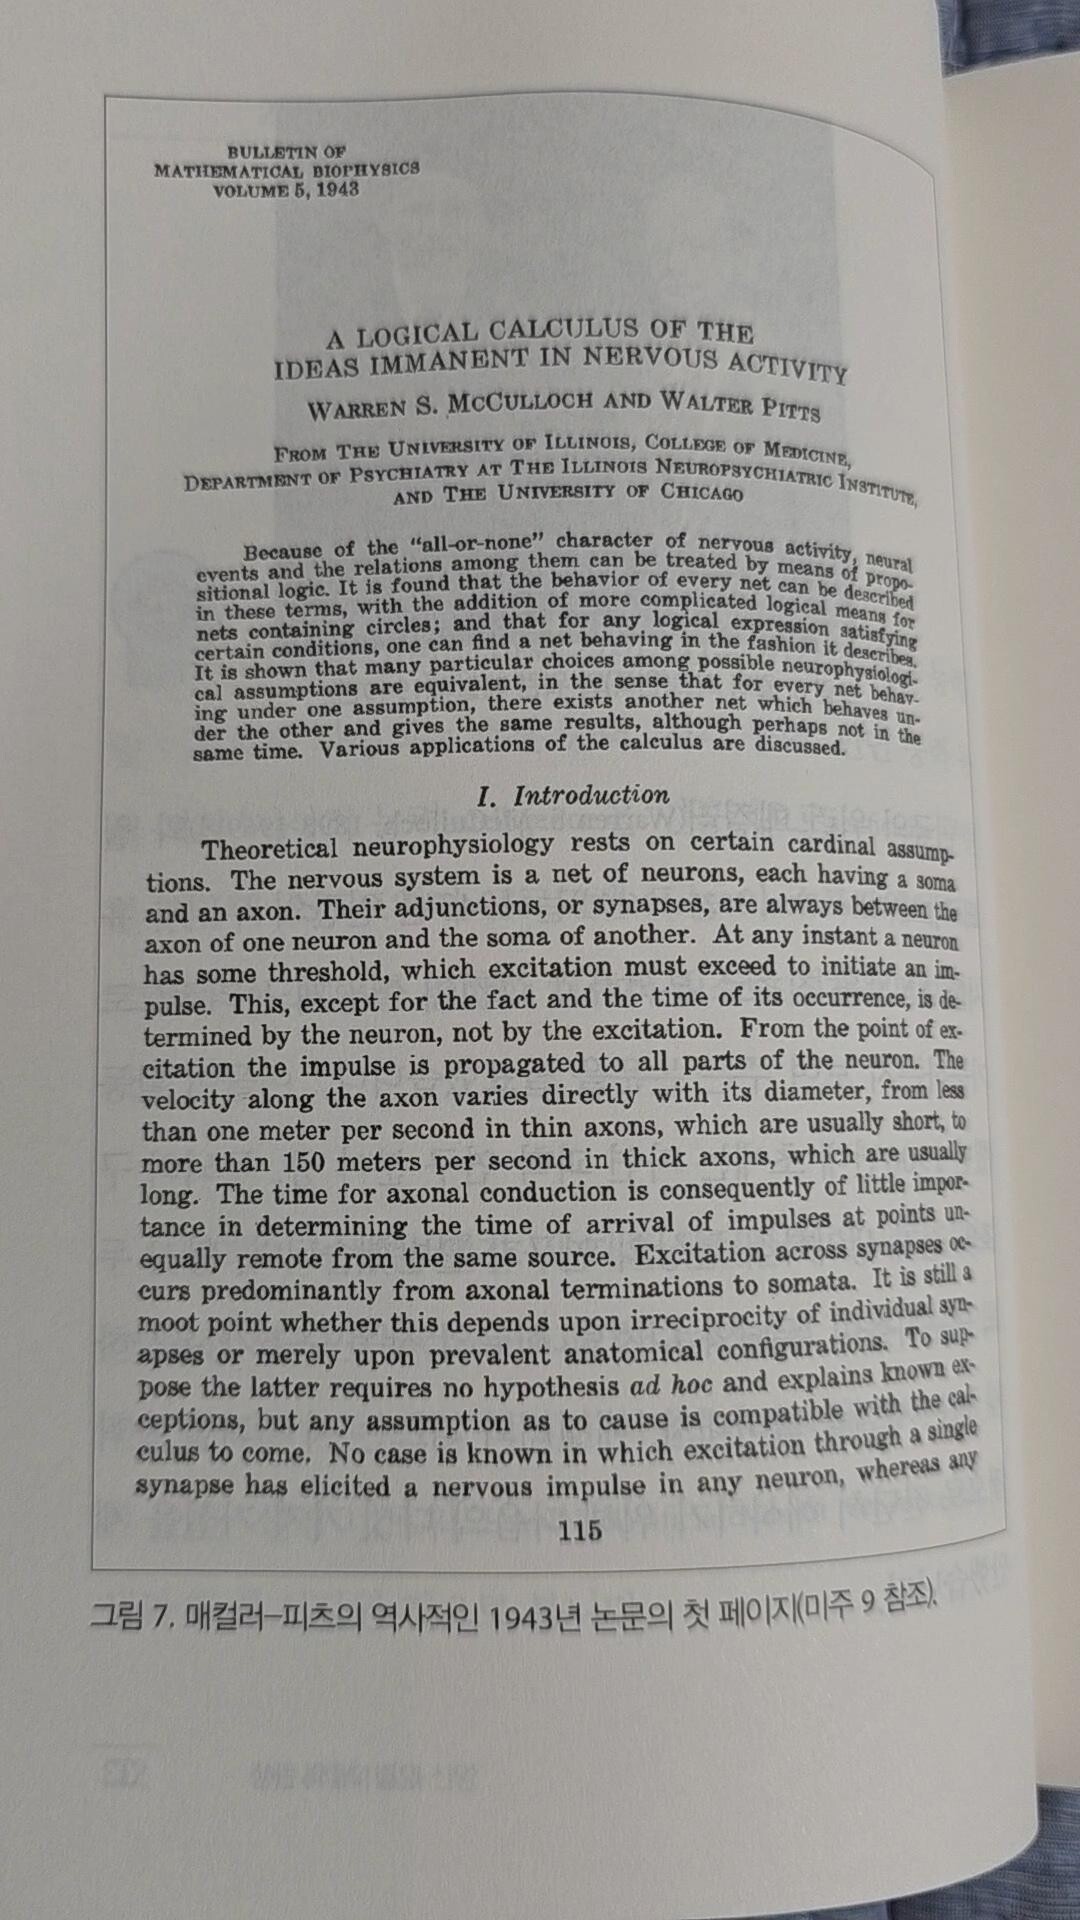 BULLETIN OF
MATHEMATICAL BIOPHYSICS
VOLUME 5, 1943
A LOGICAL CALCULUS OF THE
IDEAS IMMANENT IN NERVOUS ACTIVITY
WARREN S. MCCULLOCH AND WALTER PITTS
FROM THE UNIVERSITY OF ILLINOIS, COLLEGE OF MEDICINE,
DEPARTMENT OF PSYCHIATRY AT THE ILLINOIS NEUROPSYCHIATRIC INSTITUTE,
AND THE UNIVERSITY OF CHICAGO
Because of the “all-or-none” character of nervous activity, neural
events and the relations among them can be treated by means of propo-
sitional logic. It is found that the behavior of every net can be described
in these terms, with the addition of more complicated logical means for
nets containing circles; and that for any logical expression satisfying
certain conditions, one can find a net behaving in the fashion it describes.
It is shown that many particular choices among possible neurophysiologi-
cal assumptions are equivalent, in the sense that for every net behav-
ing under one assumption, there exists another net which behaves un-
der the other and gives the same results, although perhaps not in the
same time. Various applications of the calculus are discussed.
I. Introduction
Theoretical neurophysiology rests on certain cardinal assump-
tions. The nervous system is a net of neurons, each having a soma
and an axon. Their adjunctions, or synapses, are always between the
axon of one neuron and the soma of another. At any instant a neuron
has some threshold, which excitation must exceed to initiate an im-
pulse. This, except for the fact and the time of its occurrence, is de-
termined by the neuron, not by the excitation. From the point of ex-
citation the impulse is propagated to all parts of the neuron. The
velocity along the axon varies directly with its diameter, from less
than one meter per second in thin axons, which are usually short, to
more than 150 meters per second in thick axons, which are usually
long. The time for axonal conduction is consequently of little impor-
tance in determining the time of arrival of impulses at points un-
equally remote from the same source. Excitation across synapses oc-
curs predominantly from axonal terminations to somata. It is still a
moot point whether this depends upon irreciprocity of individual syn-
apses or merely upon prevalent anatomical configurations. To sup-
pose the latter requires no hypothesis ad hoc and explains known ex-
ceptions, but any assumption as to cause is compatible with the cal-
culus to come. No case is known in which excitation through a single
synapse has elicited a nervous impulse in any neuron, whereas any
115
그림 7. 매컬러-피츠의 역사적인 1943년 논문의 첫 페이지(미주 9 참조).